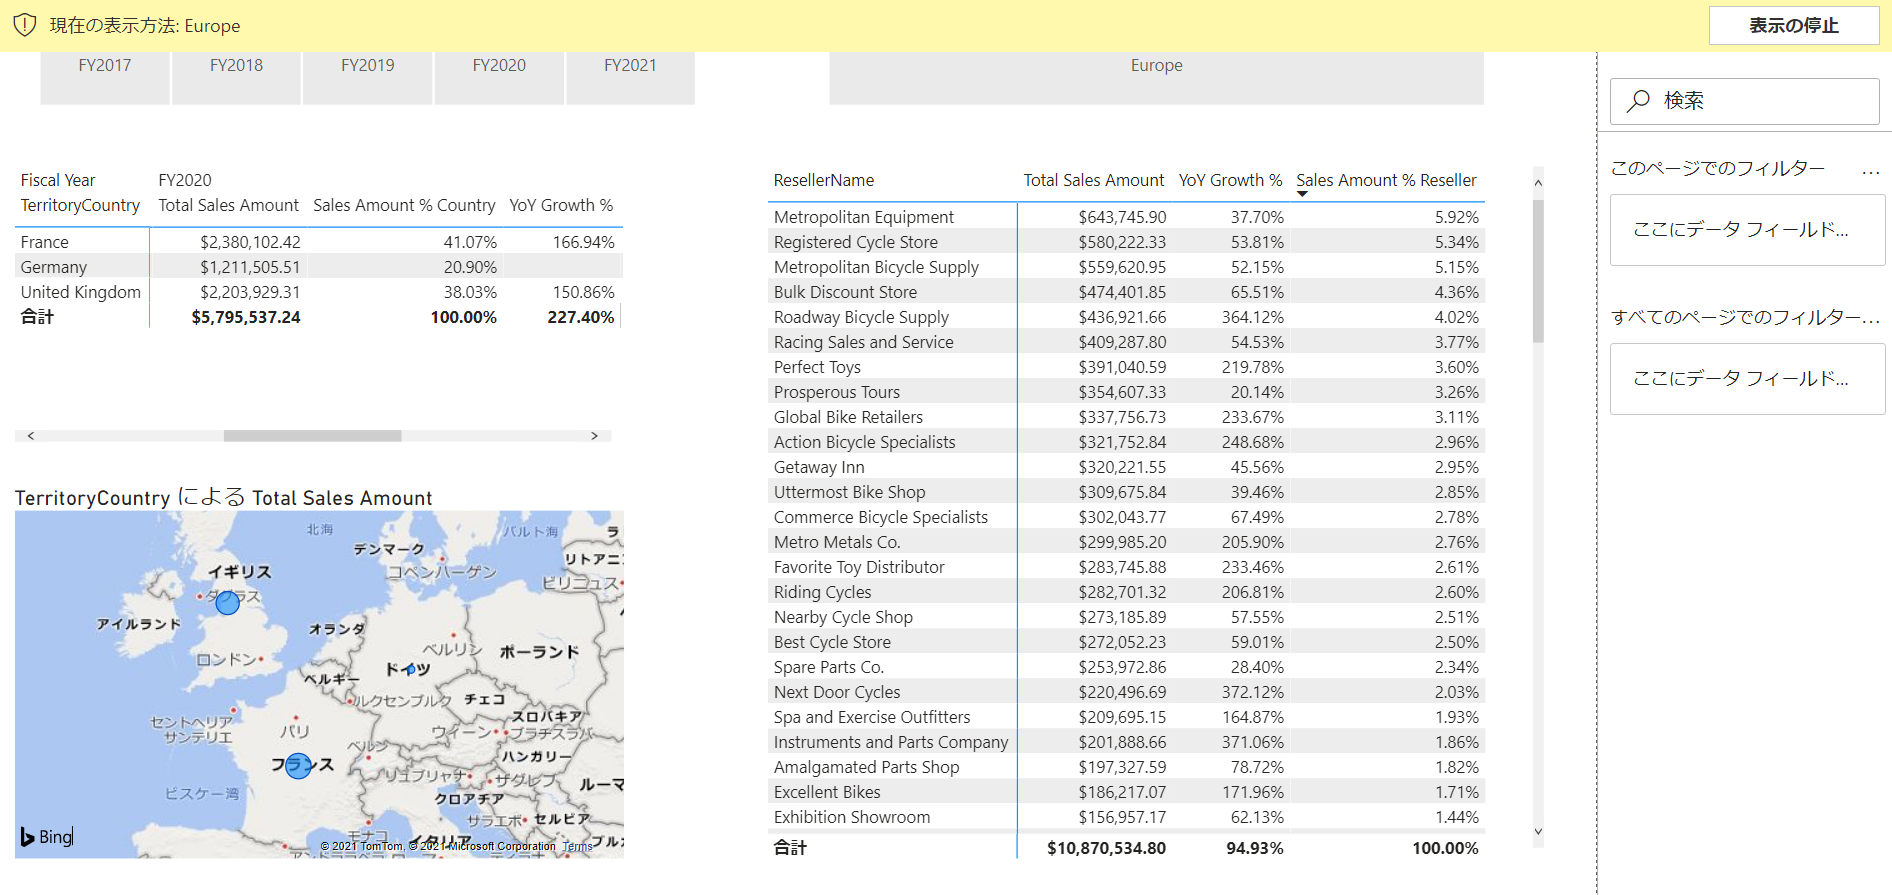 現在の表示方法: Europe
表示の停止
FY2017 FY2018 FY2019 FY2020 FY2021
Europe
検索
このページでのフィルター ...
ここにデータ フィールド...
すべてのページでのフィルター ...
ここにデータ フィールド...
Fiscal Year FY2020
TerritoryCountry Total Sales Amount Sales Amount % Country YoY Growth %
France $2,380,102.42 41.07% 166.94%
Germany $1,211,505.51 20.90%
United Kingdom $2,203,929.31 38.03% 150.86%
合計 $5,795,537.24 100.00% 227.40%
TerritoryCountry による Total Sales Amount
北海
バルト海
デンマーク
コペンハーゲン
リトアニ
ビリニュス
イギリス
ダグラス
アイルランド
オランダ
ロンドン
ベルリン
ポーランド
ドイツ
ベルギー
ルクセンブルク
チェコ
スロバキア
セントヘリア
サンテリエ
パリ
ウィーン
ブラチスラバ
ベルン
ハンガリー
フランス
リュブリャナ
ザグレブ
ルーマ
ビスケー湾
クロアチア
サラエボ
セルビア
モナコ
イタリア
ブル
Bing
© 2021 TomTom, © 2021 Microsoft Corporation Terms
ResellerName Total Sales Amount YoY Growth % Sales Amount % Reseller
Metropolitan Equipment $643,745.90 37.70% 5.92%
Registered Cycle Store $580,222.33 53.81% 5.34%
Metropolitan Bicycle Supply $559,620.95 52.15% 5.15%
Bulk Discount Store $474,401.85 65.51% 4.36%
Roadway Bicycle Supply $436,921.66 364.12% 4.02%
Racing Sales and Service $409,287.80 54.53% 3.77%
Perfect Toys $391,040.59 219.78% 3.60%
Prosperous Tours $354,607.33 20.14% 3.26%
Global Bike Retailers $337,756.73 233.67% 3.11%
Action Bicycle Specialists $321,752.84 248.68% 2.96%
Getaway Inn $320,221.55 45.56% 2.95%
Uttermost Bike Shop $309,675.84 39.46% 2.85%
Commerce Bicycle Specialists $302,043.77 67.49% 2.78%
Metro Metals Co. $299,985.20 205.90% 2.76%
Favorite Toy Distributor $283,745.88 233.46% 2.61%
Riding Cycles $282,701.32 206.81% 2.60%
Nearby Cycle Shop $273,185.89 57.55% 2.51%
Best Cycle Store $272,052.23 59.01% 2.50%
Spare Parts Co. $253,972.86 28.40% 2.34%
Next Door Cycles $220,496.69 372.12% 2.03%
Spa and Exercise Outfitters $209,695.15 164.87% 1.93%
Instruments and Parts Company $201,888.66 371.06% 1.86%
Amalgamated Parts Shop $197,327.59 78.72% 1.82%
Excellent Bikes $186,217.07 171.96% 1.71%
Exhibition Showroom $156,957.17 62.13% 1.44%
合計 $10,870,534.80 94.93% 100.00%